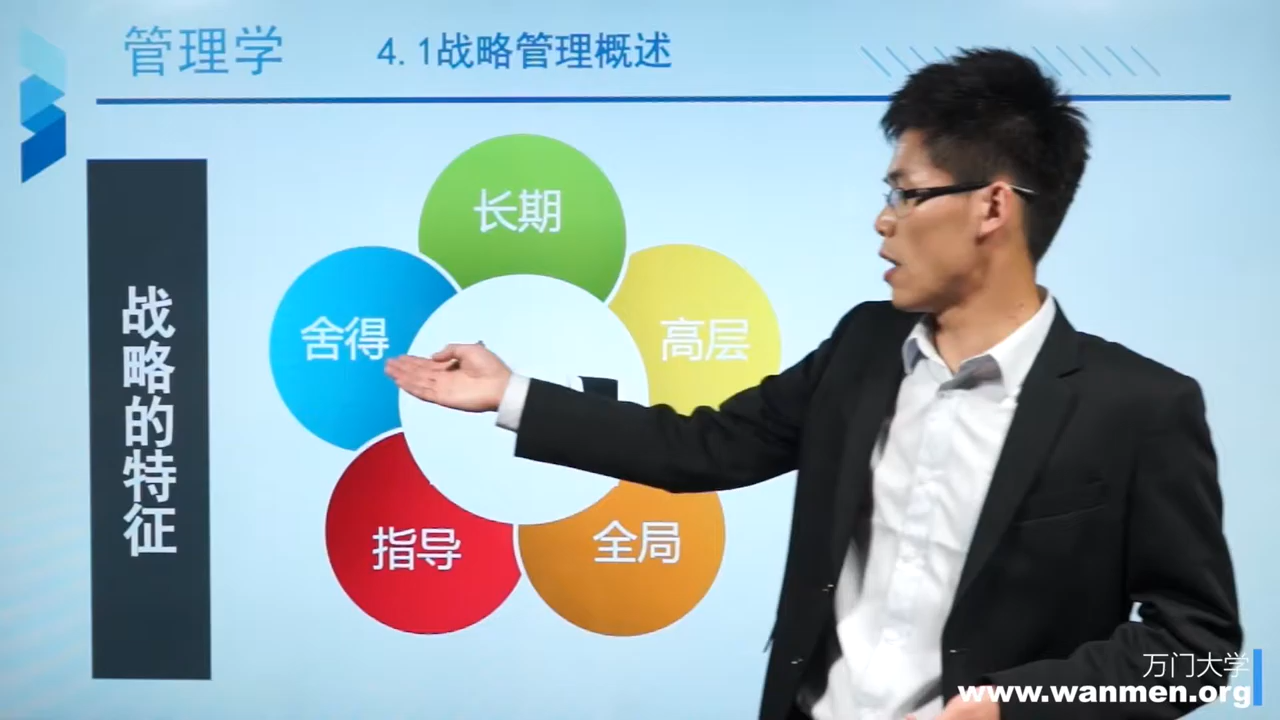 管理学
4.1战略管理概述
战略的特征
长期
舍得
高层
指导
全局
万门大学
www.wanmen.org